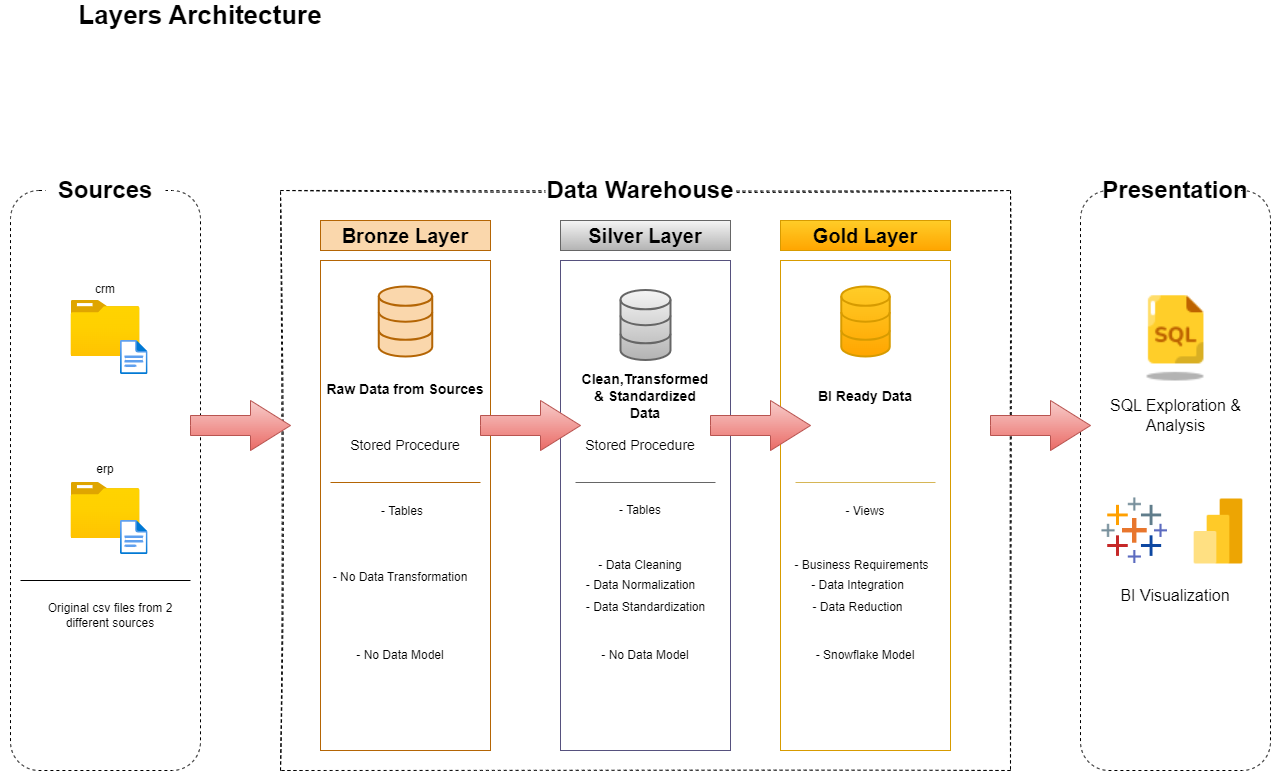 Layers Architecture
Sources
crm
erp
Original csv files from 2
different sources
Data Warehouse
Bronze Layer
Raw Data from Sources
Stored Procedure
- Tables
- No Data Transformation
- No Data Model
Silver Layer
Clean,Transformed
& Standardized
Data
Stored Procedure
- Tables
- Data Cleaning
- Data Normalization
- Data Standardization
- No Data Model
Gold Layer
BI Ready Data
- Views
- Business Requirements
- Data Integration
- Data Reduction
- Snowflake Model
Presentation
SQL
SQL Exploration &
Analysis
BI Visualization